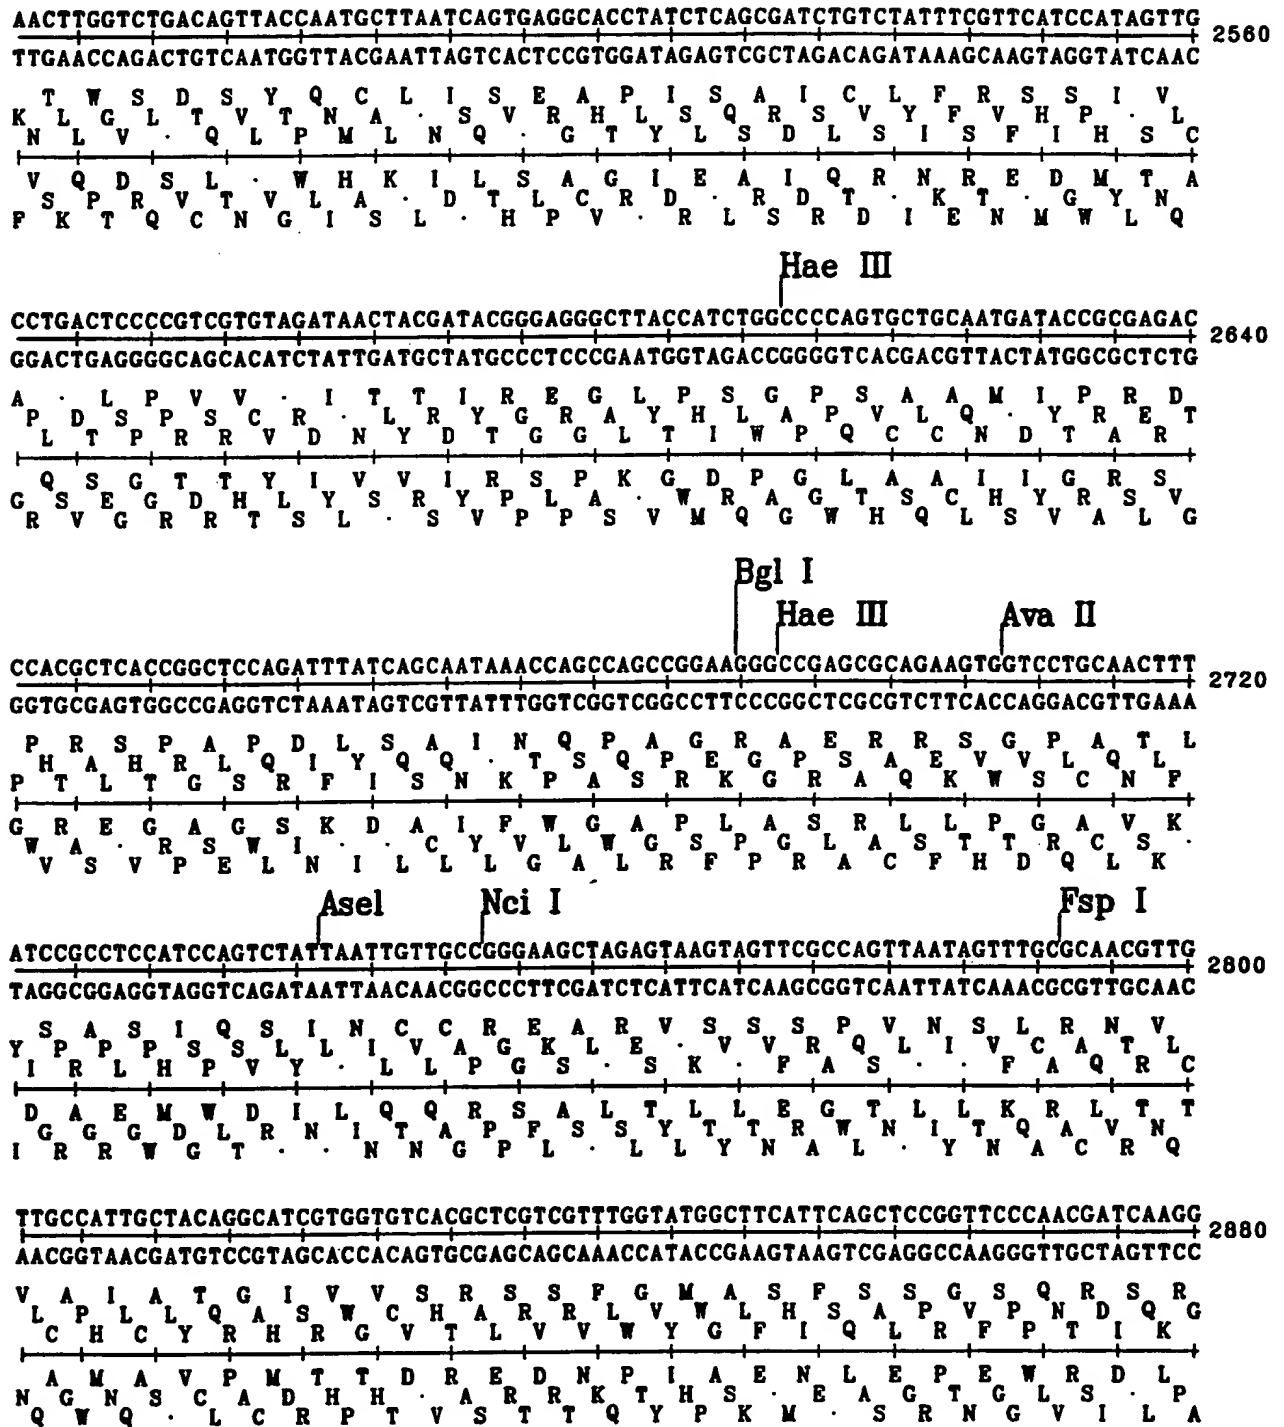 AACTTGGTCTGACAGTTACCAATGCTTAATCAGTGAGGCACCTATCTCAGCGATCTGTCTATTTCGTTCATCCATAGTTG
2560
TTGAACCAGACTGTCAATGGTTACGAATTAGTCACTCCGTGGATAGAGTCGCTAGACAGATAAAGCAAGTAGGTATCAAC
T W S D S Y Q C L I S E A P I S A I C L F R S S I V
K L G L T V T N A · S V R H L S Q R S V Y F V H P · L
N L V · Q L P M L N Q · G T Y L S D L S I S F I H S C
V Q D S L · W H K I L S A G I E A I Q R N R E D M T A
S P R V T V L A · D T L C R D · R D T · K T · G Y N
F K T Q C N G I S L · H P V · R L S R D I E N M W L Q
Hae III
CCTGACTCCCCGTCGTGTAGATAACTACGATACGGGAGGGCTTACCATCTGGCCCCAGTGCTGCAATGATACCGCGAGAC
2640
GGACTGAGGGGCAGCACATCTATTGATGCTATGCCCTCCCGAATGGTAGACCGGGGTCACGACGTTACTATGGCGCTCTG
A · L P V V · I T T I R E G L P S G P S A A M I P R D
P D S P S C R · L R Y G R A Y H L A P V L Q · Y R E T
L T P R R V D N Y D T G G L T I W P Q C C N D T A R
Q S G T T Y I V V I R S P K G D P G L A A I I G R S
G S E G D H L Y S R Y P L A · W R A G T S C H Y R S V
R V G R R T S L · S V P P S V M Q G W H Q L S V A L G
Bgl I
Hae III Ava II
CCACGCTCACCGGCTCCAGATTTATCAGCAATAAACCAGCCAGCCGGAAGGGCCGAGCGCAGAAGTGGTCCTGCAACTTT
2720
GGTGCGAGTGGCCGAGGTCTAAATAGTCGTTATTTGGTCGGTCGGCCTTCCCGGCTCGCGTCTTCACCAGGACGTTGAAA
P R S P A P D L S A I N Q P A G R A E R R S G P A T L
H A H R L Q I Y Q Q · T S Q P E G P S A E V V L Q L
P T L T G S R F I S N K P A S R K G R A Q K W S C N F
G R E G A G S K D A I F W G A P L A S R L L P G A V K
W A · R S W I · · C Y V L W G S P G L A S T T R C S ·
V S V P E L N I L L L G A L R F P R A C F H D Q L K
AseI Nci I Fsp I
ATCCGCCTCCATCCAGTCTATTAATTGTTGCCGGGAAGCTAGAGTAAGTAGTTCGCCAGTTAATAGTTTGCGCAACGTTG
2800
TAGGCGGAGGTAGGTCAGATAATTAACAACGGCCCTTCGATCTCATTCATCAAGCGGTCAATTATCAAACGCGTTGCAAC
S A S I Q S I N C C R E A R V S S S P V N S L R N V
Y P P P S S L L I V A G K L E · V V R Q L I V C A T L
I R L H P V Y · L L P G S · S K · F A S · · F A Q R C
D A E M W D I L Q Q R S A L T L L E G T L L K R L T T
G G G D L R N I T A P F S S Y T T R W N I T Q A V N
I R R W G T · · N N G P L · L L Y N A L · Y N A C R Q
TTGCCATTGCTACAGGCATCGTGGTGTCACGCTCGTCGTTTGGTATGGCTTCATTCAGCTCCGGTTCCCAACGATCAAGG
2880
AACGGTAACGATGTCCGTAGCACCACAGTGCGAGCAGCAAACCATACCGAAGTAAGTCGAGGCCAAGGGTTGCTAGTTCC
V A I A T G I V V S R S S F G M A S F S S G S Q R S R
L P L L Q A S W C H A R R L V W L H S A P V P N D Q G
C H C Y R H R G V T L V V W Y G F I Q L R F P T I K
A M A V P M T T D R E D N P I A E N L E P E W R D L
N G N S C A D H H · A R R K T H S · E A G T G L S · P
Q W Q · L C R P T V S T T Q Y P K M · S R N G V I L A